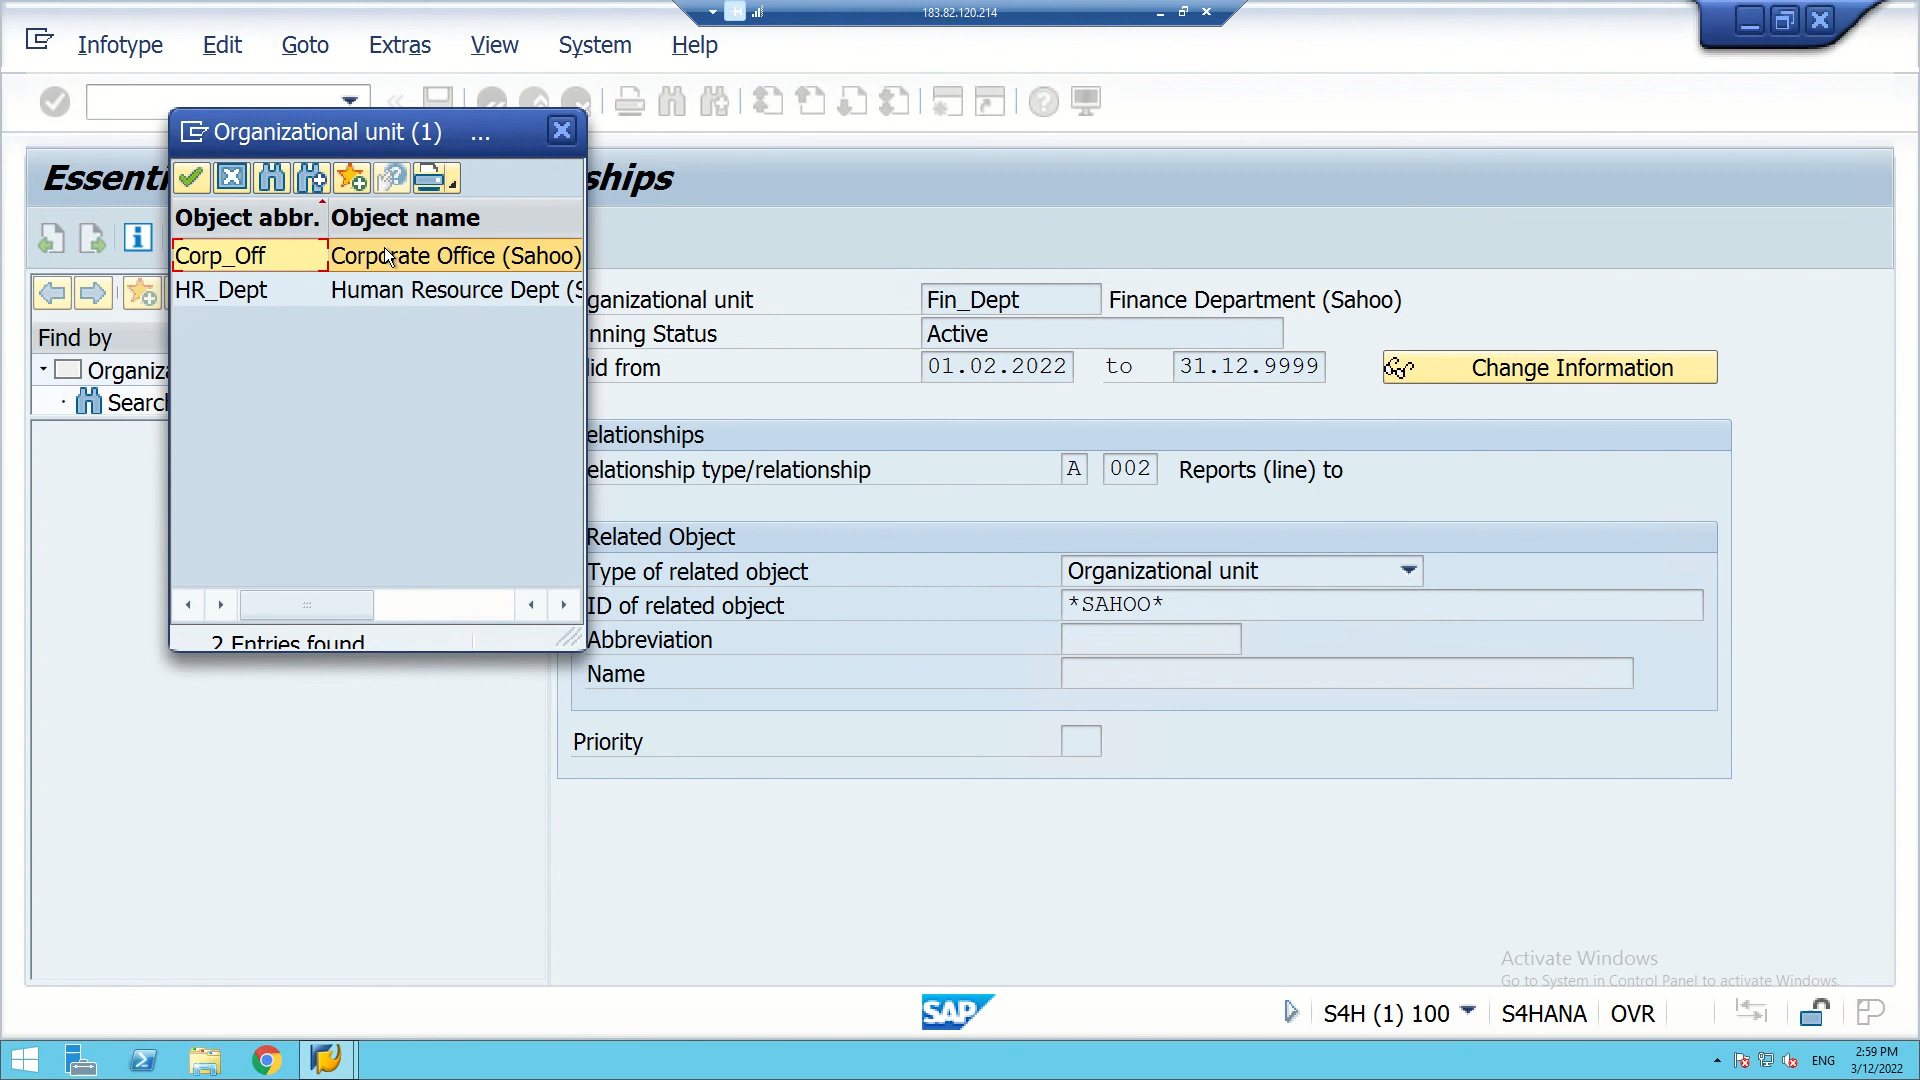 183.82.120.214
Infotype Edit Goto Extras View System Help
Organizational unit (1) ...
Essenti
ships
Object abbr. Object name
Corp_Off Corporate Office (Sahoo)
HR_Dept Human Resource Dept (S
2 Entries found
Find by
Organiza
Search
ganizational unit Fin_Dept Finance Department (Sahoo)
nning Status Active
lid from 01.02.2022 to 31.12.9999 Change Information
elationships
elationship type/relationship A 002 Reports (line) to
Related Object
Type of related object Organizational unit
ID of related object *SAHOO*
Abbreviation
Name
Priority
Activate Windows
Go to System in Control Panel to activate Windows.
SAP S4H (1) 100 S4HANA OVR
ENG 2:59 PM
3/12/2022